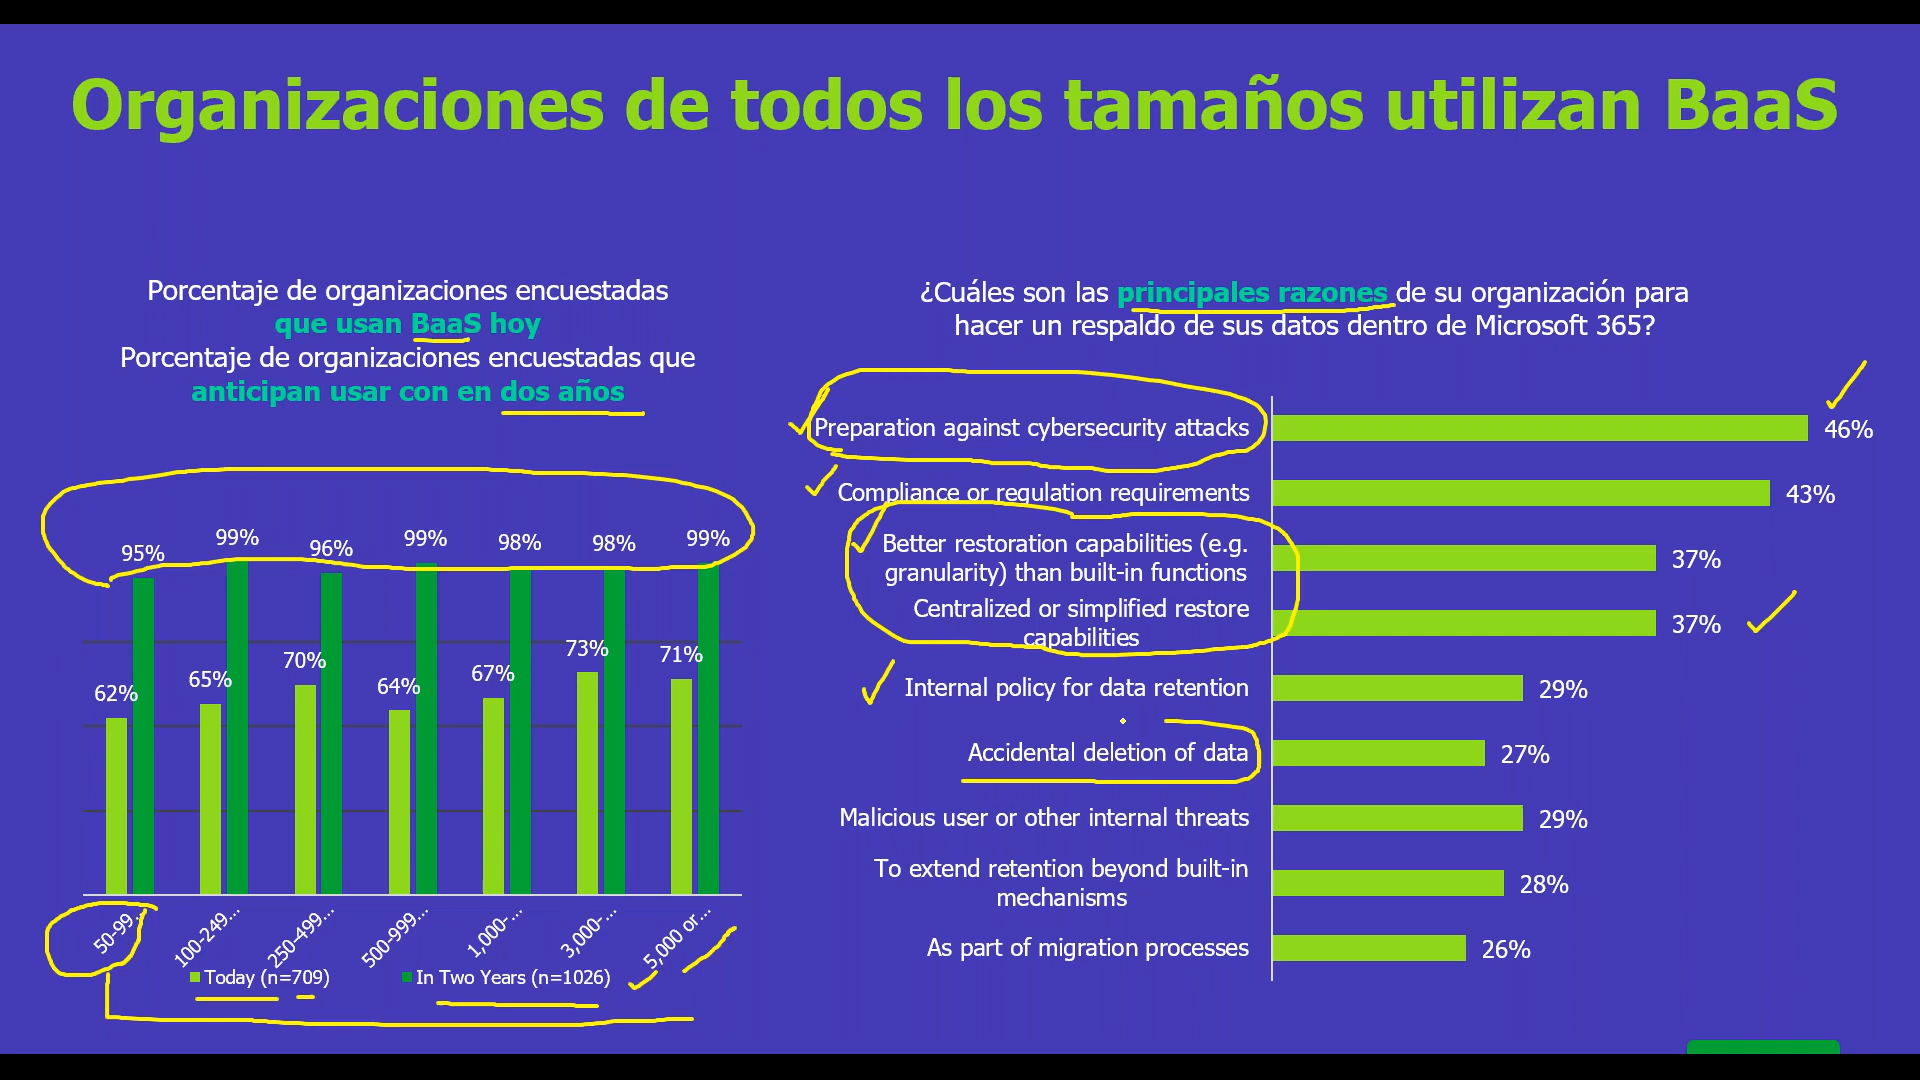 Organizaciones de todos los tamaños utilizan BaaS
Porcentaje de organizaciones encuestadas
que usan BaaS hoy
Porcentaje de organizaciones encuestadas que
anticipan usar con en dos años
95%
99%
96%
99%
98%
98%
99%
62%
65%
70%
64%
67%
73%
71%
50-99...
100-249...
250-499...
500-999...
1,000-...
3,000-...
5,000 or...
Today (n=709)
In Two Years (n=1026)
¿Cuáles son las principales razones de su organización para
hacer un respaldo de sus datos dentro de Microsoft 365?
Preparation against cybersecurity attacks
46%
Compliance or regulation requirements
43%
Better restoration capabilities (e.g.
granularity) than built-in functions
37%
Centralized or simplified restore
capabilities
37%
Internal policy for data retention
29%
Accidental deletion of data
27%
Malicious user or other internal threats
29%
To extend retention beyond built-in
mechanisms
28%
As part of migration processes
26%